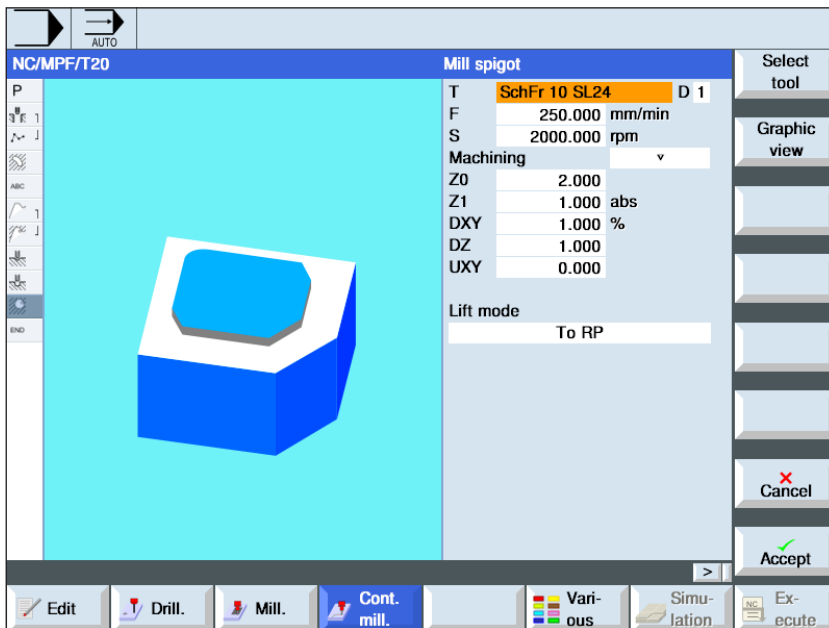 AUTO
NC/MPF/T20
Mill spigot
Select tool
P
T SchFr 10 SL24 D 1
F 250.000 mm/min
S 2000.000 rpm
Graphic view
Machining ▿
ABC
Z0 2.000
Z1 1.000 abs
DXY 1.000 %
DZ 1.000
UXY 0.000
Lift mode
To RP
END
Cancel
Accept
>
Edit
Drill.
Mill.
Cont. mill.
Vari-ous
Simu-lation
NC Ex-ecute